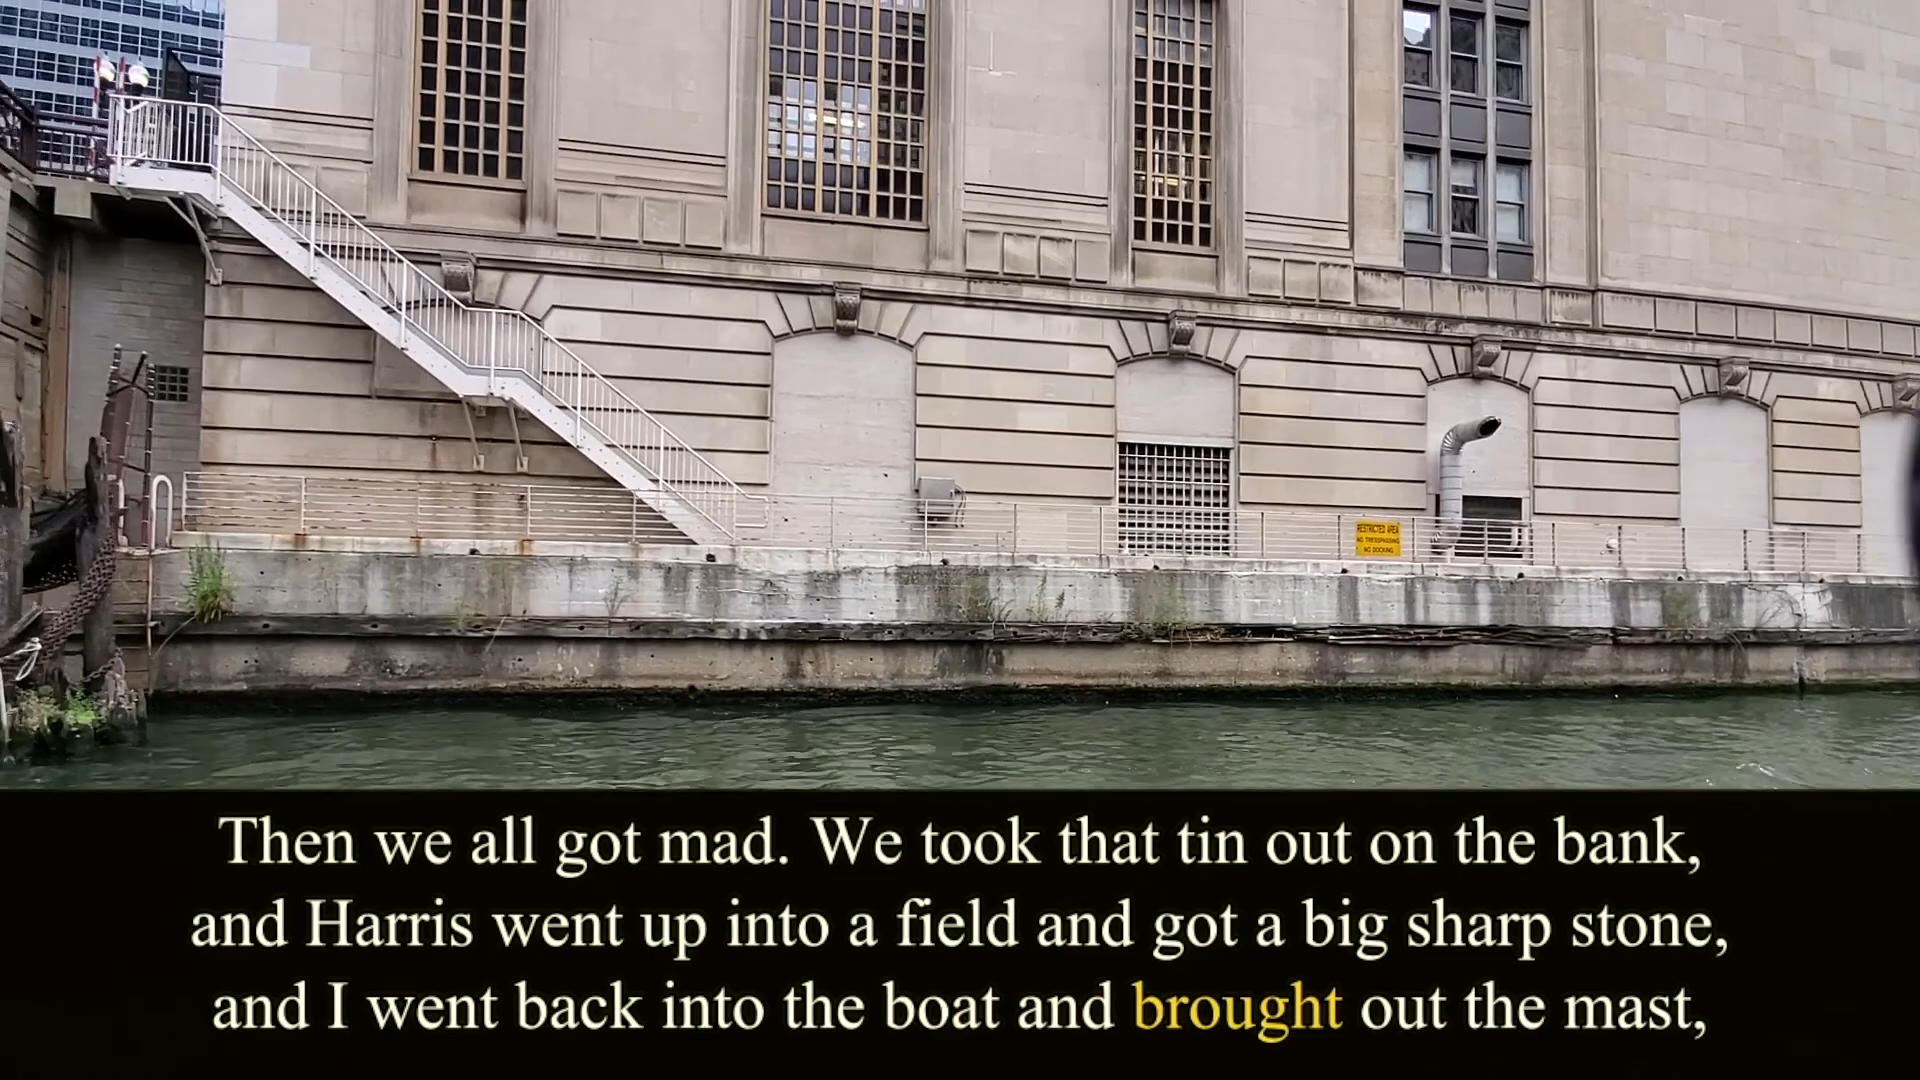 RESTRICTED AREA
NO TRESSPASSING
NO DOCKING
Then we all got mad. We took that tin out on the bank,
and Harris went up into a field and got a big sharp stone,
and I went back into the boat and brought out the mast,